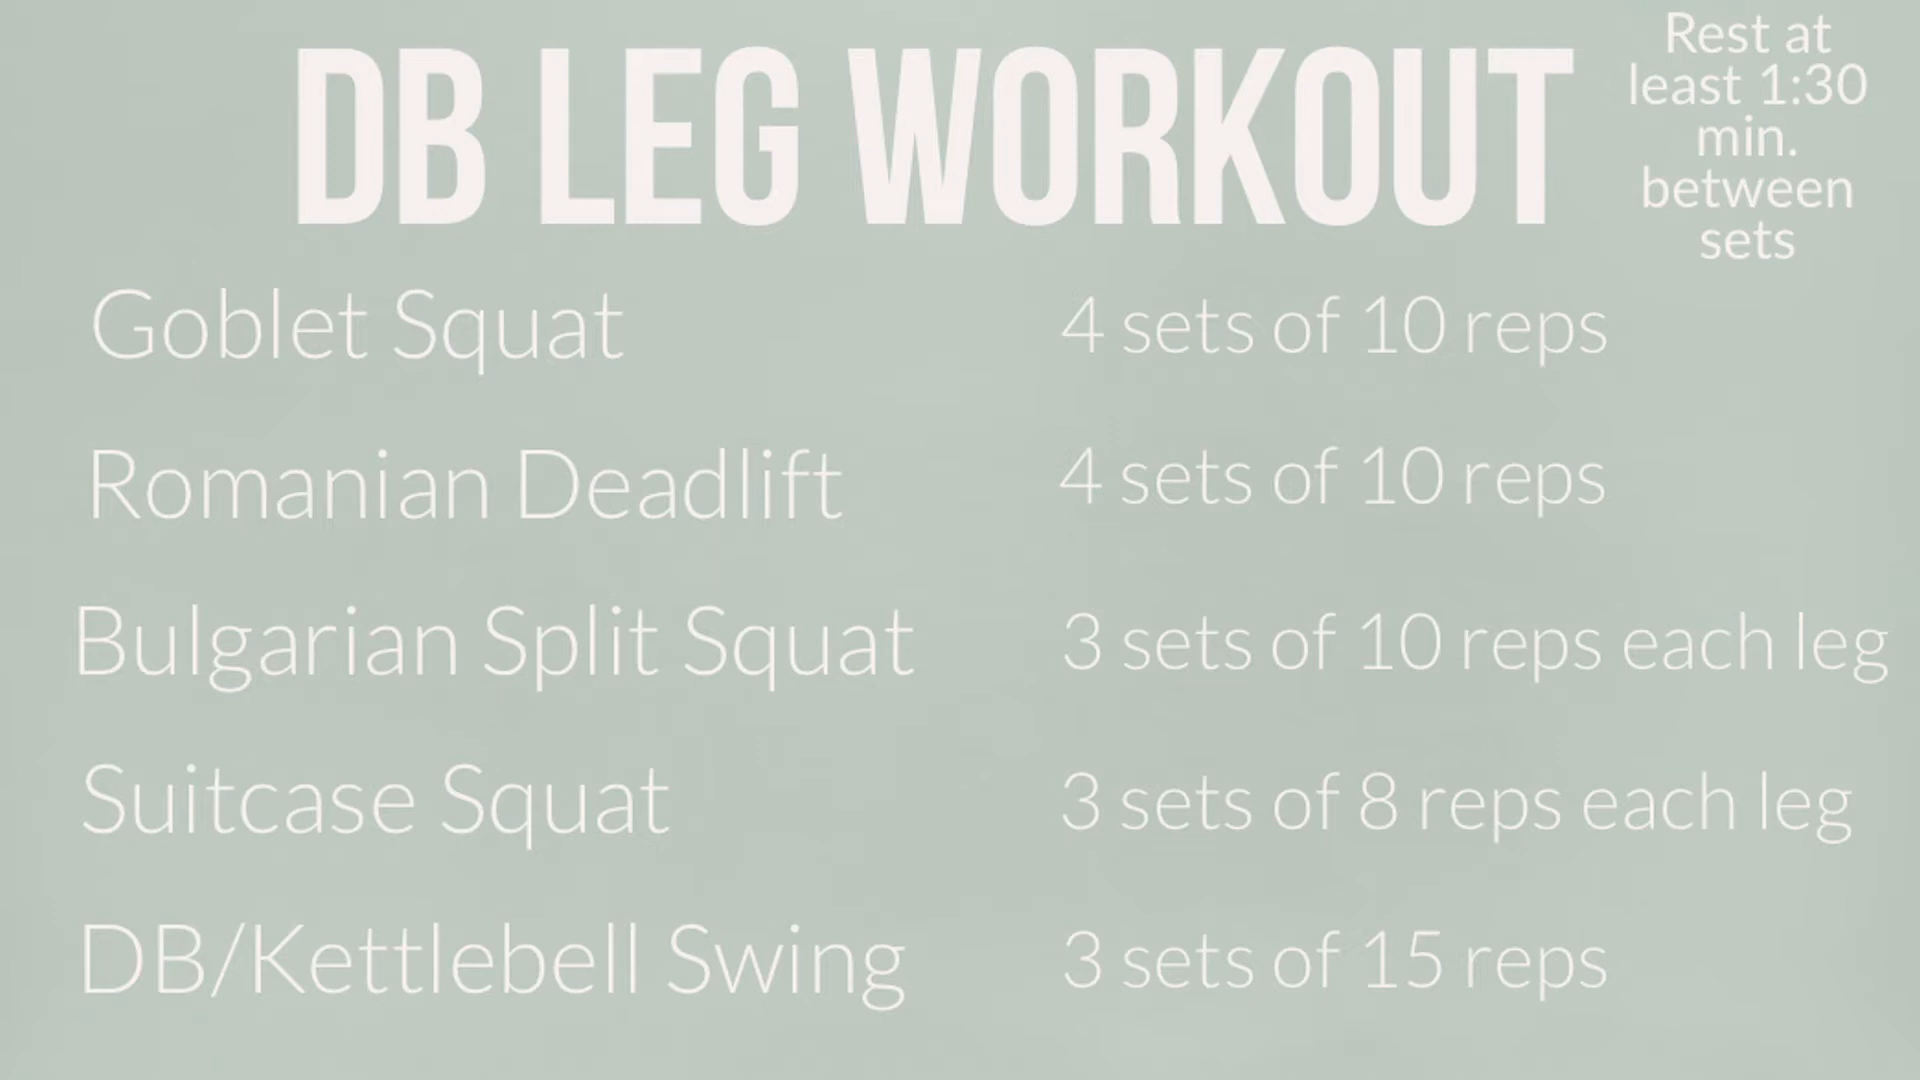 DB LEG WORKOUT
Rest at
least 1:30
min.
between
sets
Goblet Squat
4 sets of 10 reps
Romanian Deadlift
4 sets of 10 reps
Bulgarian Split Squat
3 sets of 10 reps each leg
Suitcase Squat
3 sets of 8 reps each leg
DB/Kettlebell Swing
3 sets of 15 reps